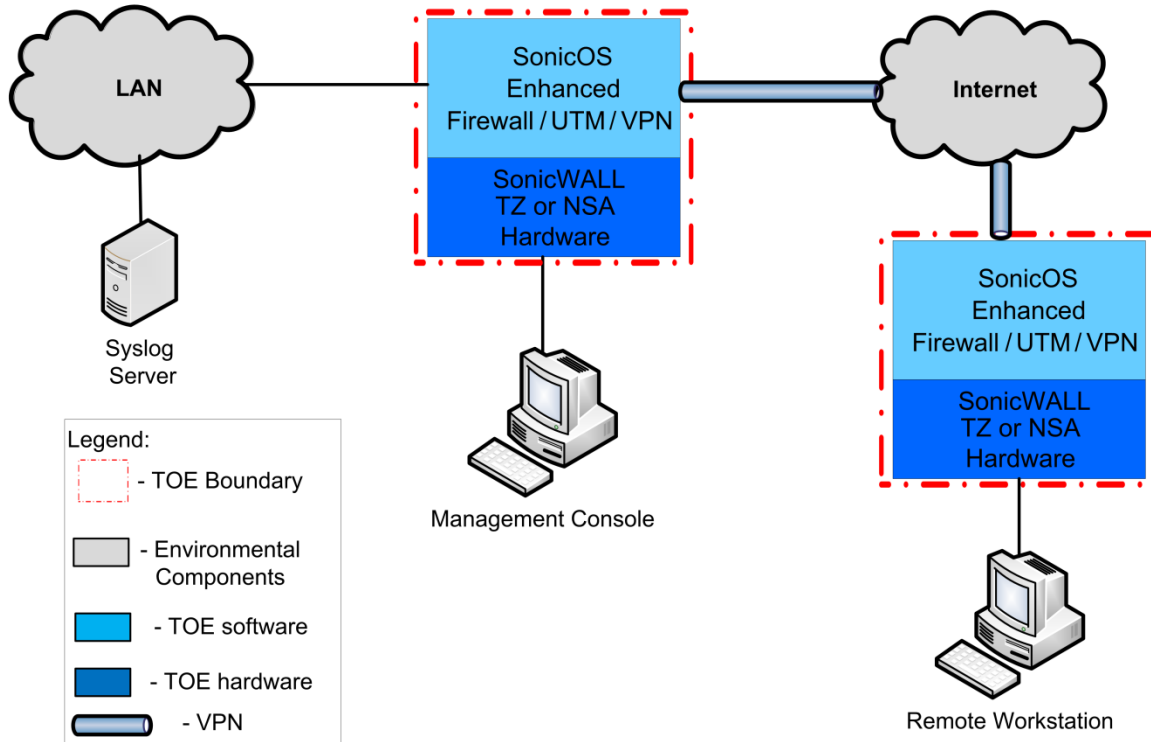 LAN
SonicOS
Enhanced
Firewall / UTM / VPN
SonicWALL
TZ or NSA
Hardware
Internet
Syslog
Server
Management Console
SonicOS
Enhanced
Firewall / UTM / VPN
SonicWALL
TZ or NSA
Hardware
Remote Workstation
Legend:
- TOE Boundary
- Environmental
Components
- TOE software
- TOE hardware
- VPN